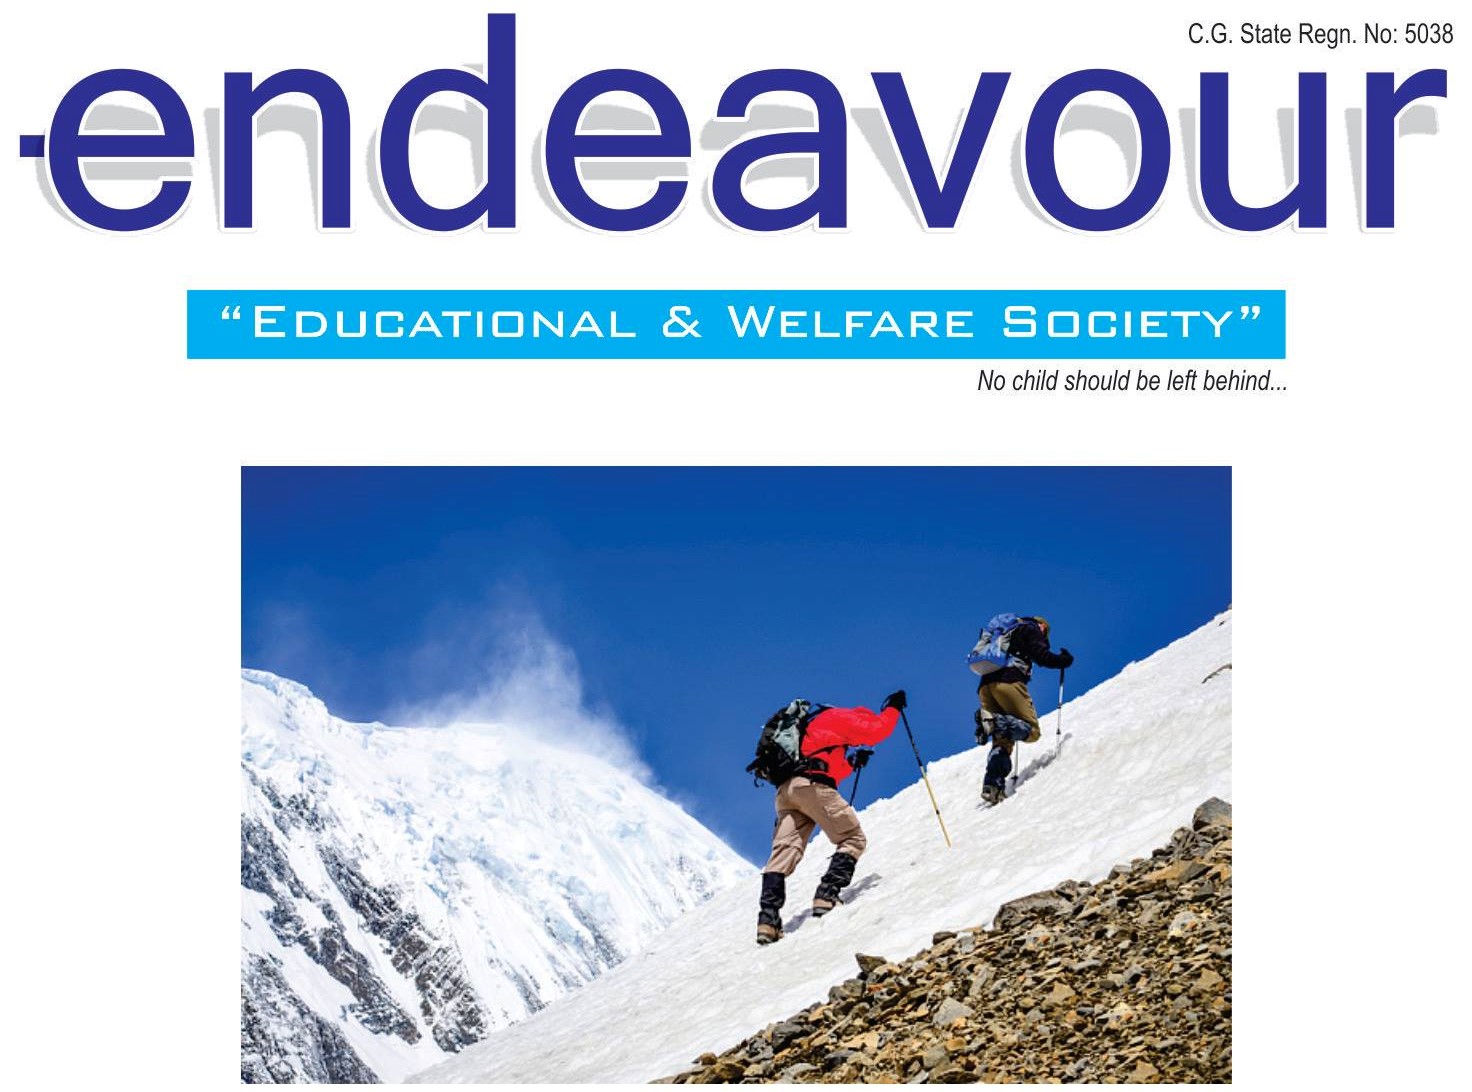 C.G. State Regn. No: 5038
endeavour
“EDUCATIONAL & WELFARE SOCIETY”
No child should be left behind...